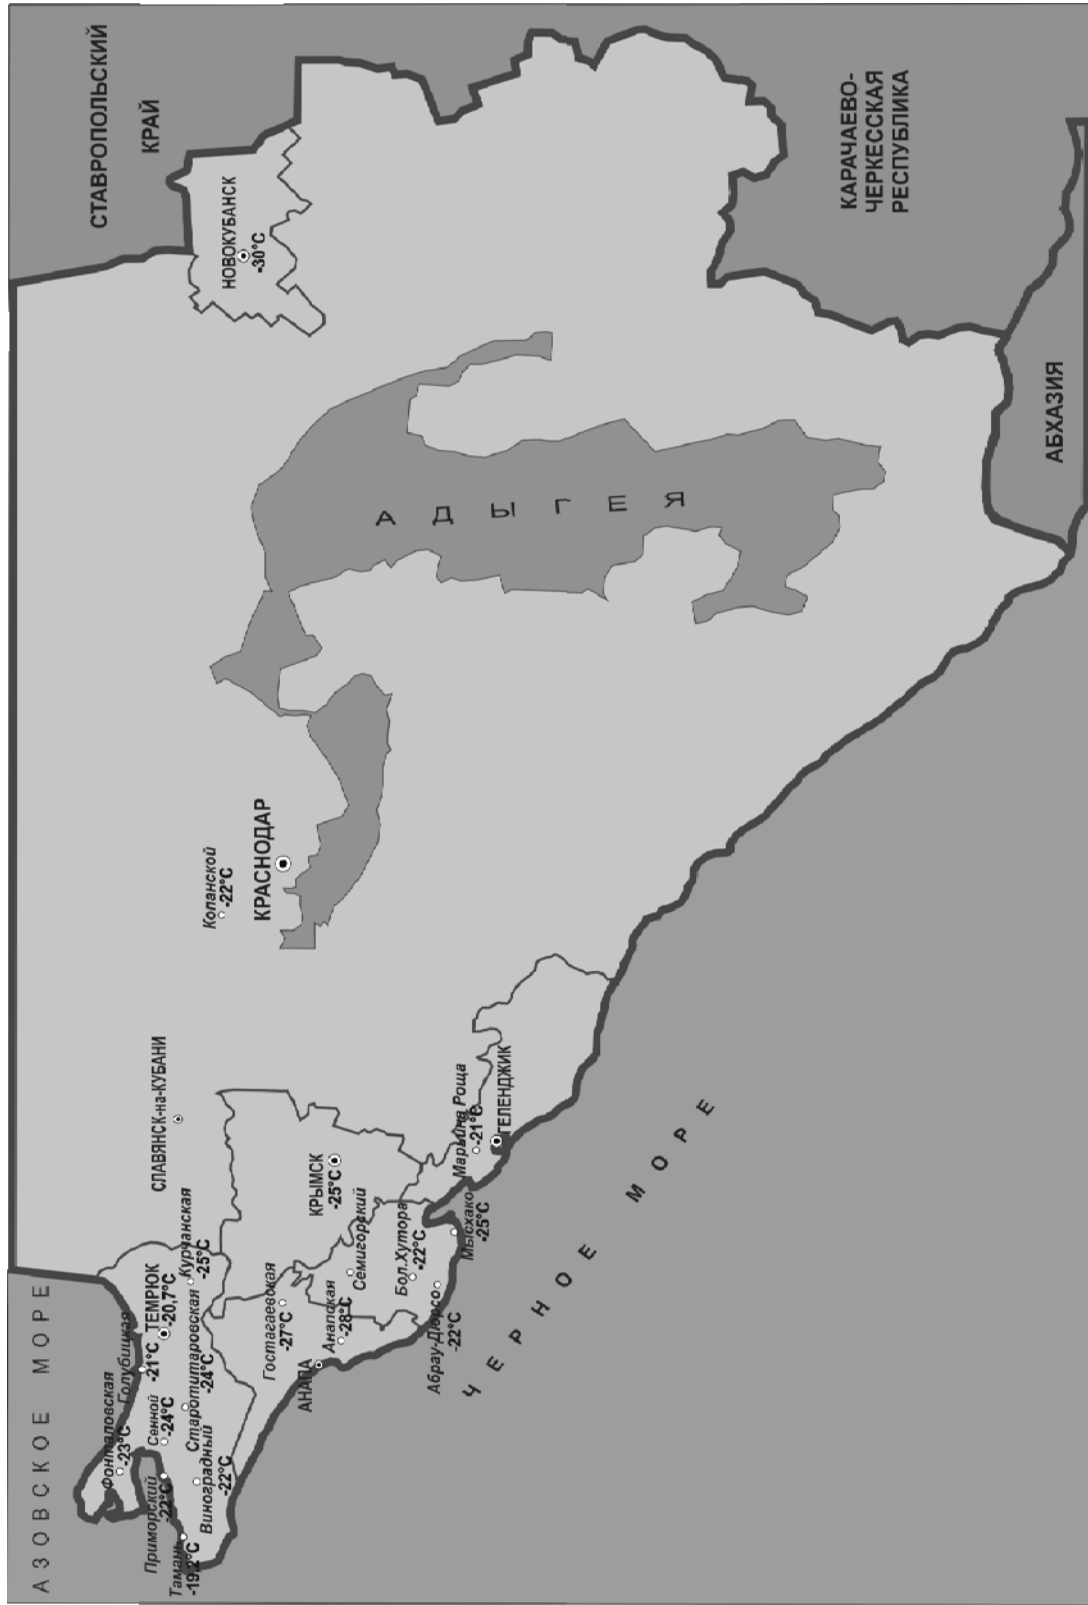 АЗОВСКОЕ МОРЕ
СТАВРОПОЛЬСКИЙ
КРАЙ
КАРАЧАЕВО-
ЧЕРКЕССКАЯ
РЕСПУБЛИКА
АБХАЗИЯ
АДЫГЕЯ
ЧЕРНОЕ МОРЕ
НОВОКУБАНСК
-30°C
Копанской
-22°C
КРАСНОДАР
СЛАВЯНСК-на-КУБАНИ
Курчанская
-25°C
ТЕМРЮК
-20,7°C
Голубицкая
-21°C
Фонталовская
-23°C
Сенной
-24°C
Старотитаровская
-24°C
Приморский
-22°C
Виноградный
-22°C
Тамань
-19,2°C
КРЫМСК
-25°C
Семигорский
Гостагаевская
-27°C
Анапская
-28°C
АНАПА
Бол.Хутора
-22°C
Абрау-Дюрсо
-22°C
Мысхако
-25°C
Марьина Роща
-21°C
ГЕЛЕНДЖИК